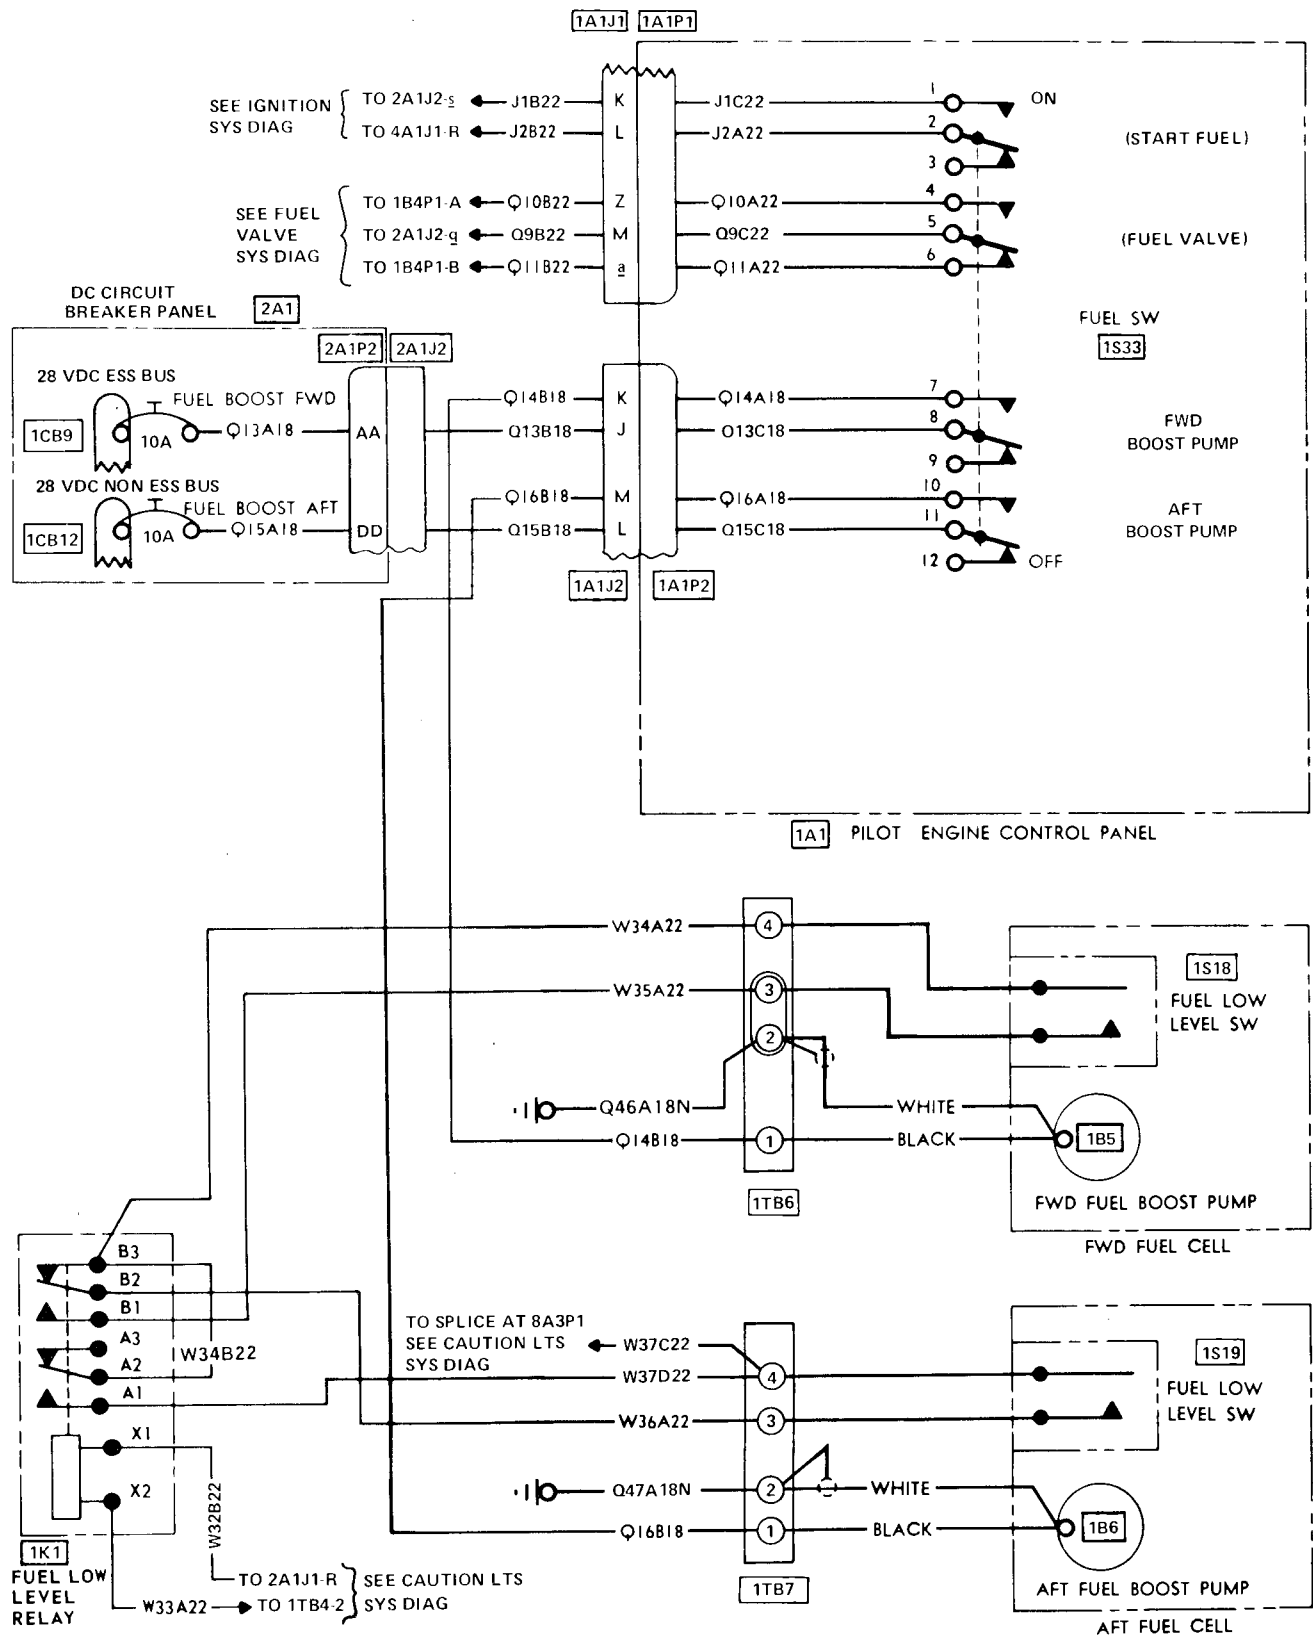 1A1J1 1A1P1
SEE IGNITION
SYS DIAG
TO 2A1J2-s
J1B22
K
J1C22
1
ON
TO 4A1J1-R
J2B22
L
J2A22
2
(START FUEL)
3
SEE FUEL
VALVE
SYS DIAG
TO 1B4P1-A
Q10B22
Z
Q10A22
4
TO 2A1J2-q
Q9B22
M
Q9C22
5
(FUEL VALVE)
TO 1B4P1-B
Q11B22
a
Q11A22
6
DC CIRCUIT
BREAKER PANEL
2A1
FUEL SW
1S33
2A1P2 2A1J2
28 VDC ESS BUS
FUEL BOOST FWD
1CB9
10A
Q13A18
AA
Q14B18
K
Q14A18
7
Q13B18
J
Q13C18
8
FWD
BOOST PUMP
9
28 VDC NON ESS BUS
FUEL BOOST AFT
1CB12
10A
Q15A18
DD
Q16B18
M
Q16A18
10
Q15B18
L
Q15C18
11
AFT
BOOST PUMP
12
OFF
1A1J2 1A1P2
1A1 PILOT ENGINE CONTROL PANEL
W34A22
4
1S18
FUEL LOW
LEVEL SW
W35A22
3
2
Q46A18N
WHITE
Q14B18
1
BLACK
1B5
1TB6
FWD FUEL BOOST PUMP
FWD FUEL CELL
B3
B2
B1
A3
A2
A1
W34B22
X1
X2
TO SPLICE AT 8A3P1
SEE CAUTION LTS
SYS DIAG
W37C22
W37D22
4
1S19
FUEL LOW
LEVEL SW
W36A22
3
Q47A18N
2
WHITE
Q16B18
1
BLACK
1B6
1TB7
AFT FUEL BOOST PUMP
AFT FUEL CELL
1K1
FUEL LOW
LEVEL
RELAY
W32B22
TO 2A1J1-R
W33A22
TO 1TB4-2
SEE CAUTION LTS
SYS DIAG